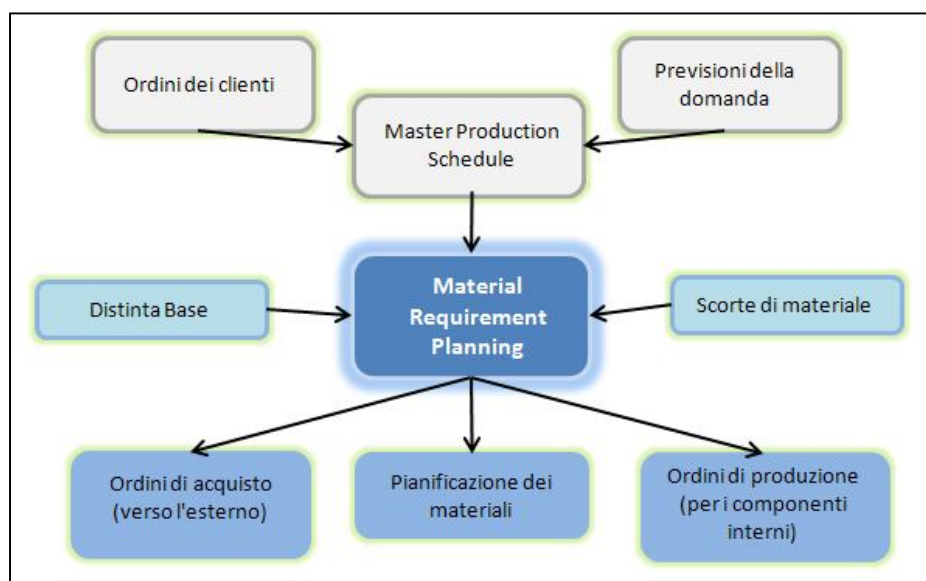 Ordini dei clienti
Previsioni della
domanda
Master Production
Schedule
Distinta Base
Material
Requirement
Planning
Scorte di materiale
Ordini di acquisto
(verso l'esterno)
Pianificazione dei
materiali
Ordini di produzione
(per i componenti
interni)